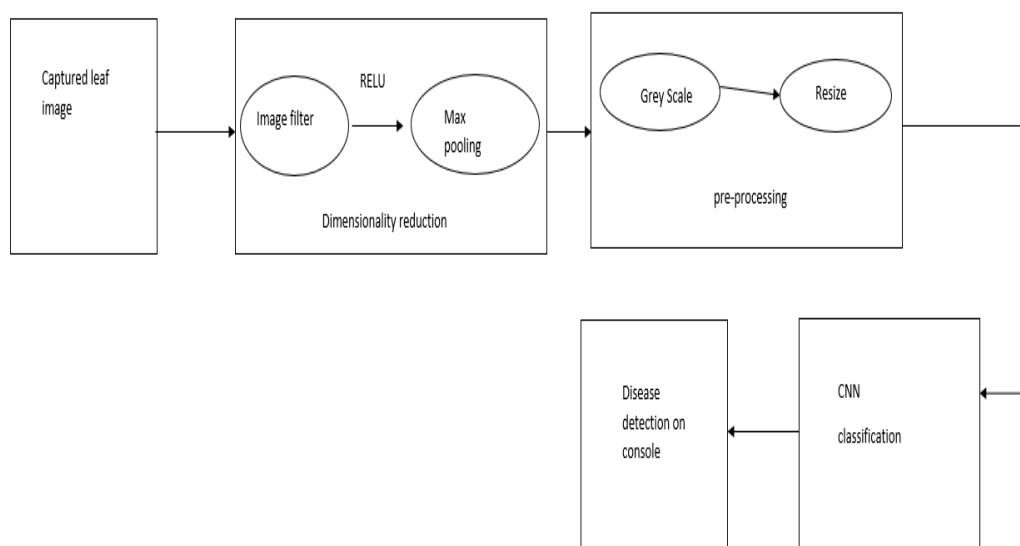 Captured leaf
image
Image filter
RELU
Max
pooling
Dimensionality reduction
Grey Scale
Resize
pre-processing
CNN
classification
Disease
detection on
console